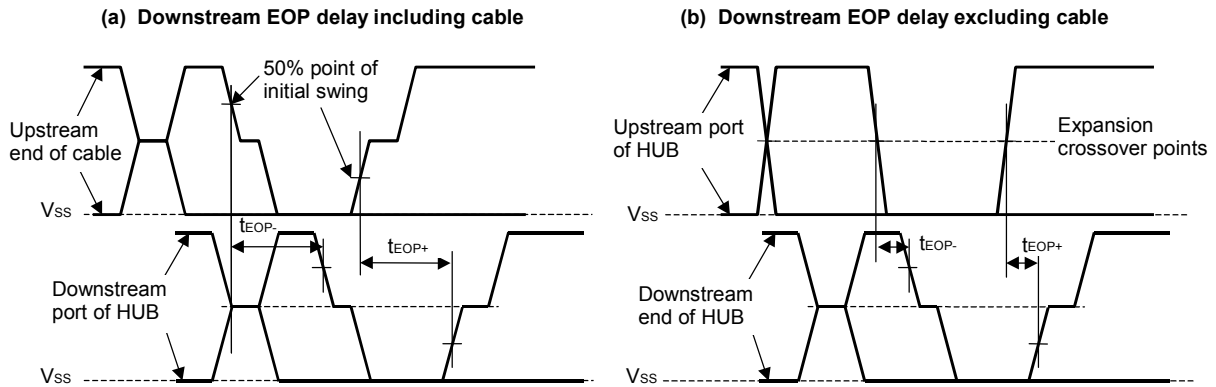 (a) Downstream EOP delay including cable
50% point of
initial swing
Upstream
end of cable
VSS
tEOP-
tEOP+
Downstream
port of HUB
VSS
(b) Downstream EOP delay excluding cable
Upstream port
of HUB
Expansion
crossover points
VSS
tEOP-
tEOP+
Downstream
end of HUB
VSS